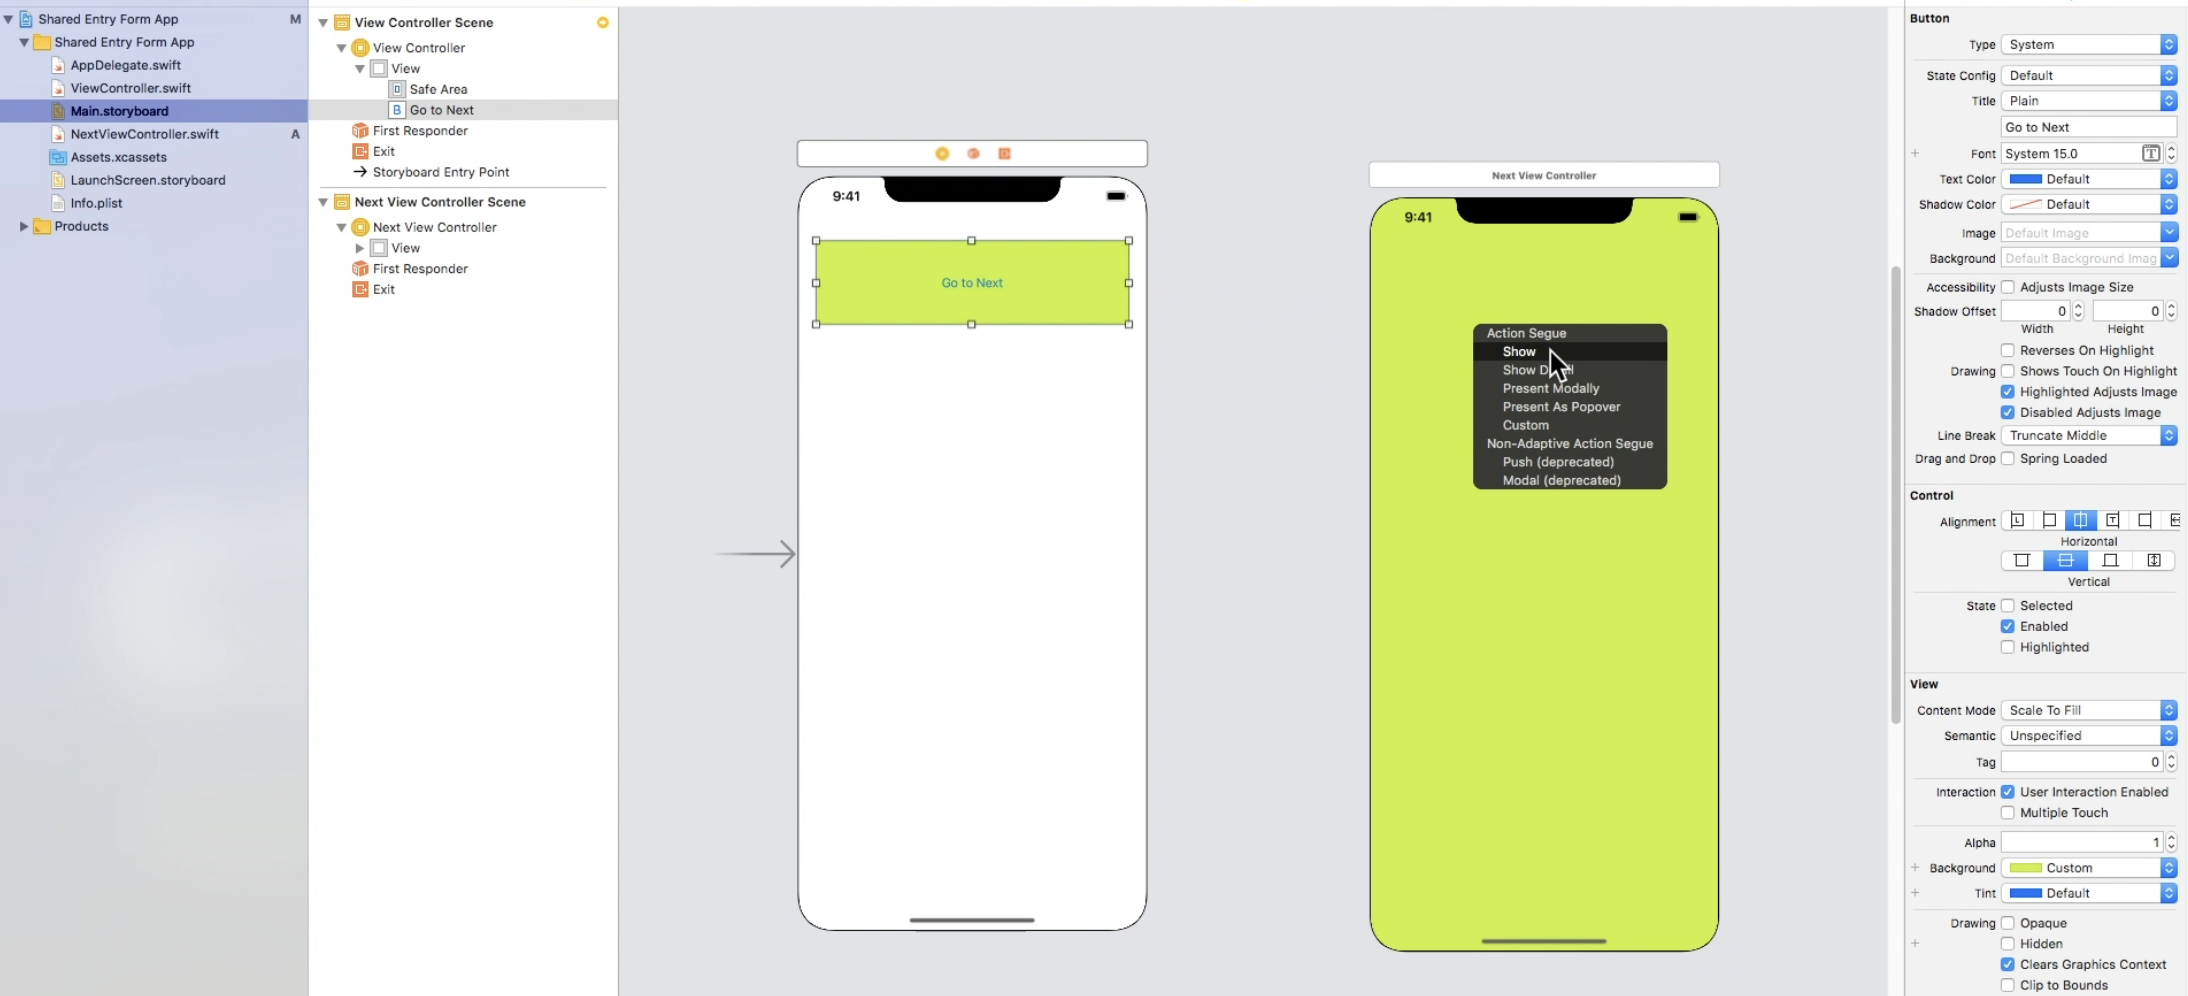 Shared Entry Form App M
Shared Entry Form App
AppDelegate.swift
ViewController.swift
Main.storyboard
NextViewController.swift A
Assets.xcassets
LaunchScreen.storyboard
Info.plist
Products
View Controller Scene
View Controller
View
Safe Area
B Go to Next
First Responder
Exit
Storyboard Entry Point
Next View Controller Scene
Next View Controller
View
First Responder
Exit
9:41
Go to Next
Next View Controller
9:41
Action Segue
Show
Show
Present Modally
Present As Popover
Custom
Non-Adaptive Action Segue
Push (deprecated)
Modal (deprecated)
Button
Type System
State Config Default
Title Plain
Go to Next
+ Font System 15.0 T
Text Color Default
Shadow Color Default
Image Default Image
Background Default Background Imag
Accessibility Adjusts Image Size
Shadow Offset 0 0
Width Height
Reverses On Highlight
Drawing Shows Touch On Highlight
Highlighted Adjusts Image
Disabled Adjusts Image
Line Break Truncate Middle
Drag and Drop Spring Loaded
Control
Alignment
Horizontal
Vertical
State Selected
Enabled
Highlighted
View
Content Mode Scale To Fill
Semantic Unspecified
Tag 0
Interaction User Interaction Enabled
Multiple Touch
Alpha 1
+ Background Custom
+ Tint Default
Drawing Opaque
+ Hidden
Clears Graphics Context
Clip to Bounds